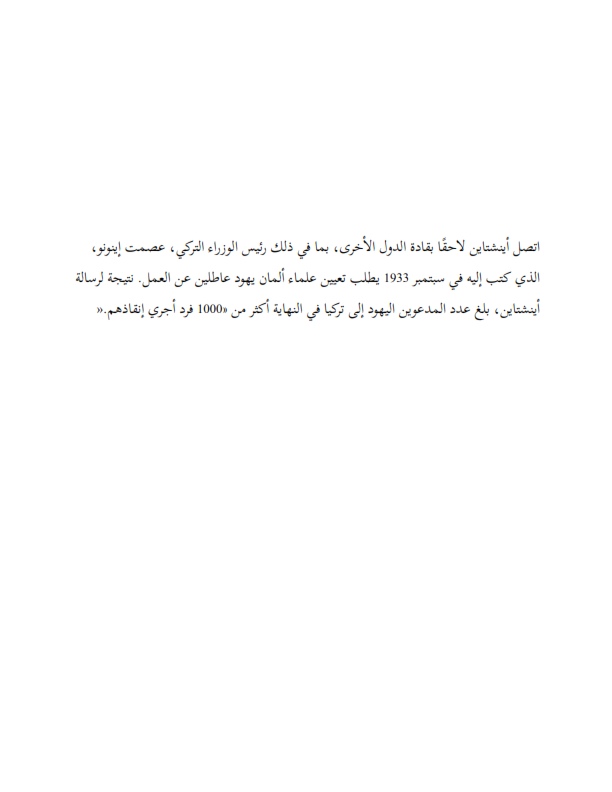 اتصل أينشتاين لاحقًا بقادة الدول الأخرى، بما في ذلك رئيس الوزراء التركي، عصمت إينونو،
الذي كتب إليه في سبتمبر 1933 يطلب تعيين علماء ألمان يهود عاطلين عن العمل. نتيجة لرسالة
أينشتاين، بلغ عدد المدعوين اليهود إلى تركيا في النهاية أكثر من «1000 فرد أجري إنقاذهم.«